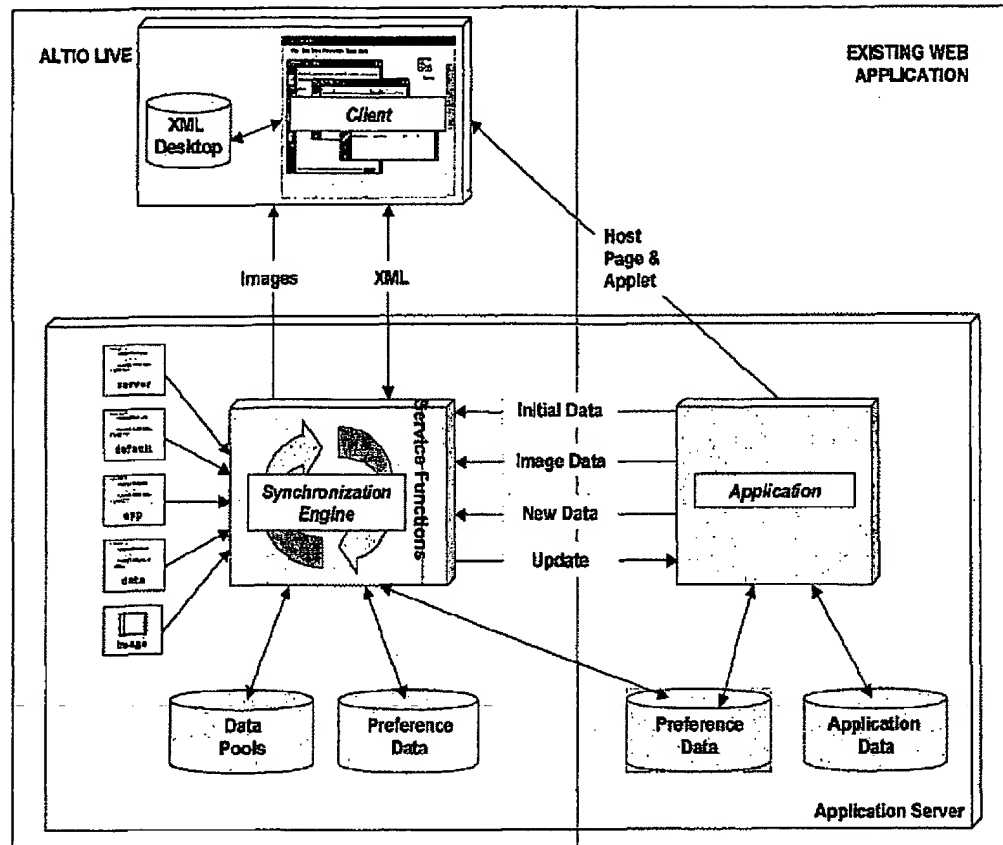 ALTIO LIVE
EXISTING WEB
APPLICATION
XML
Desktop
Client
Host
Page &
Applet
Images
XML
server
default
app
data
image
Synchronization
Engine
Service-Functions
Initial Data
Image Data
New Data
Update
Application
Data
Pools
Preference
Data
Preference
Data
Application
Data
Application Server